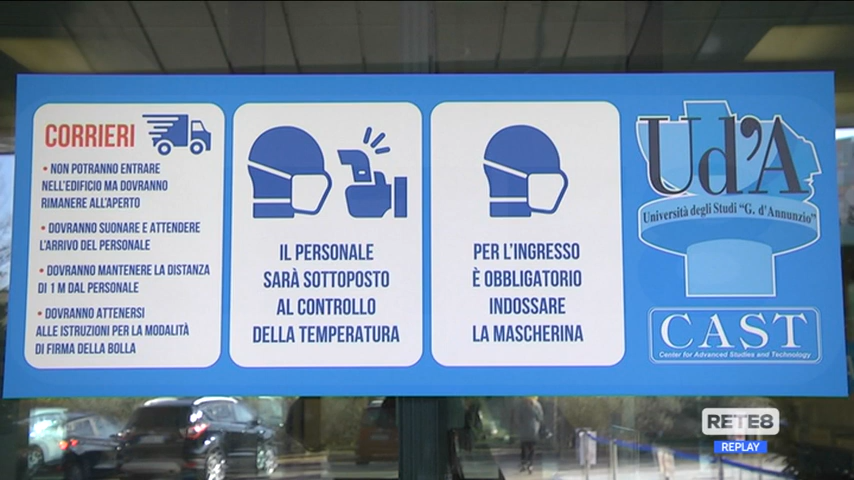 CORRIERI
• NON POTRANNO ENTRARE
NELL'EDIFICIO MA DOVRANNO
RIMANERE ALL'APERTO
• DOVRANNO SUONARE E ATTENDERE
L'ARRIVO DEL PERSONALE
• DOVRANNO MANTENERE LA DISTANZA
DI 1 M DAL PERSONALE
• DOVRANNO ATTENERSI
ALLE ISTRUZIONI PER LA MODALITÀ
DI FIRMA DELLA BOLLA
IL PERSONALE
SARÀ SOTTOPOSTO
AL CONTROLLO
DELLA TEMPERATURA
PER L'INGRESSO
È OBBLIGATORIO
INDOSSARE
LA MASCHERINA
Ud'A
Università degli Studi "G. d'Annunzio"
CAST
Center for Advanced Studies and Technology
RETE8
REPLAY